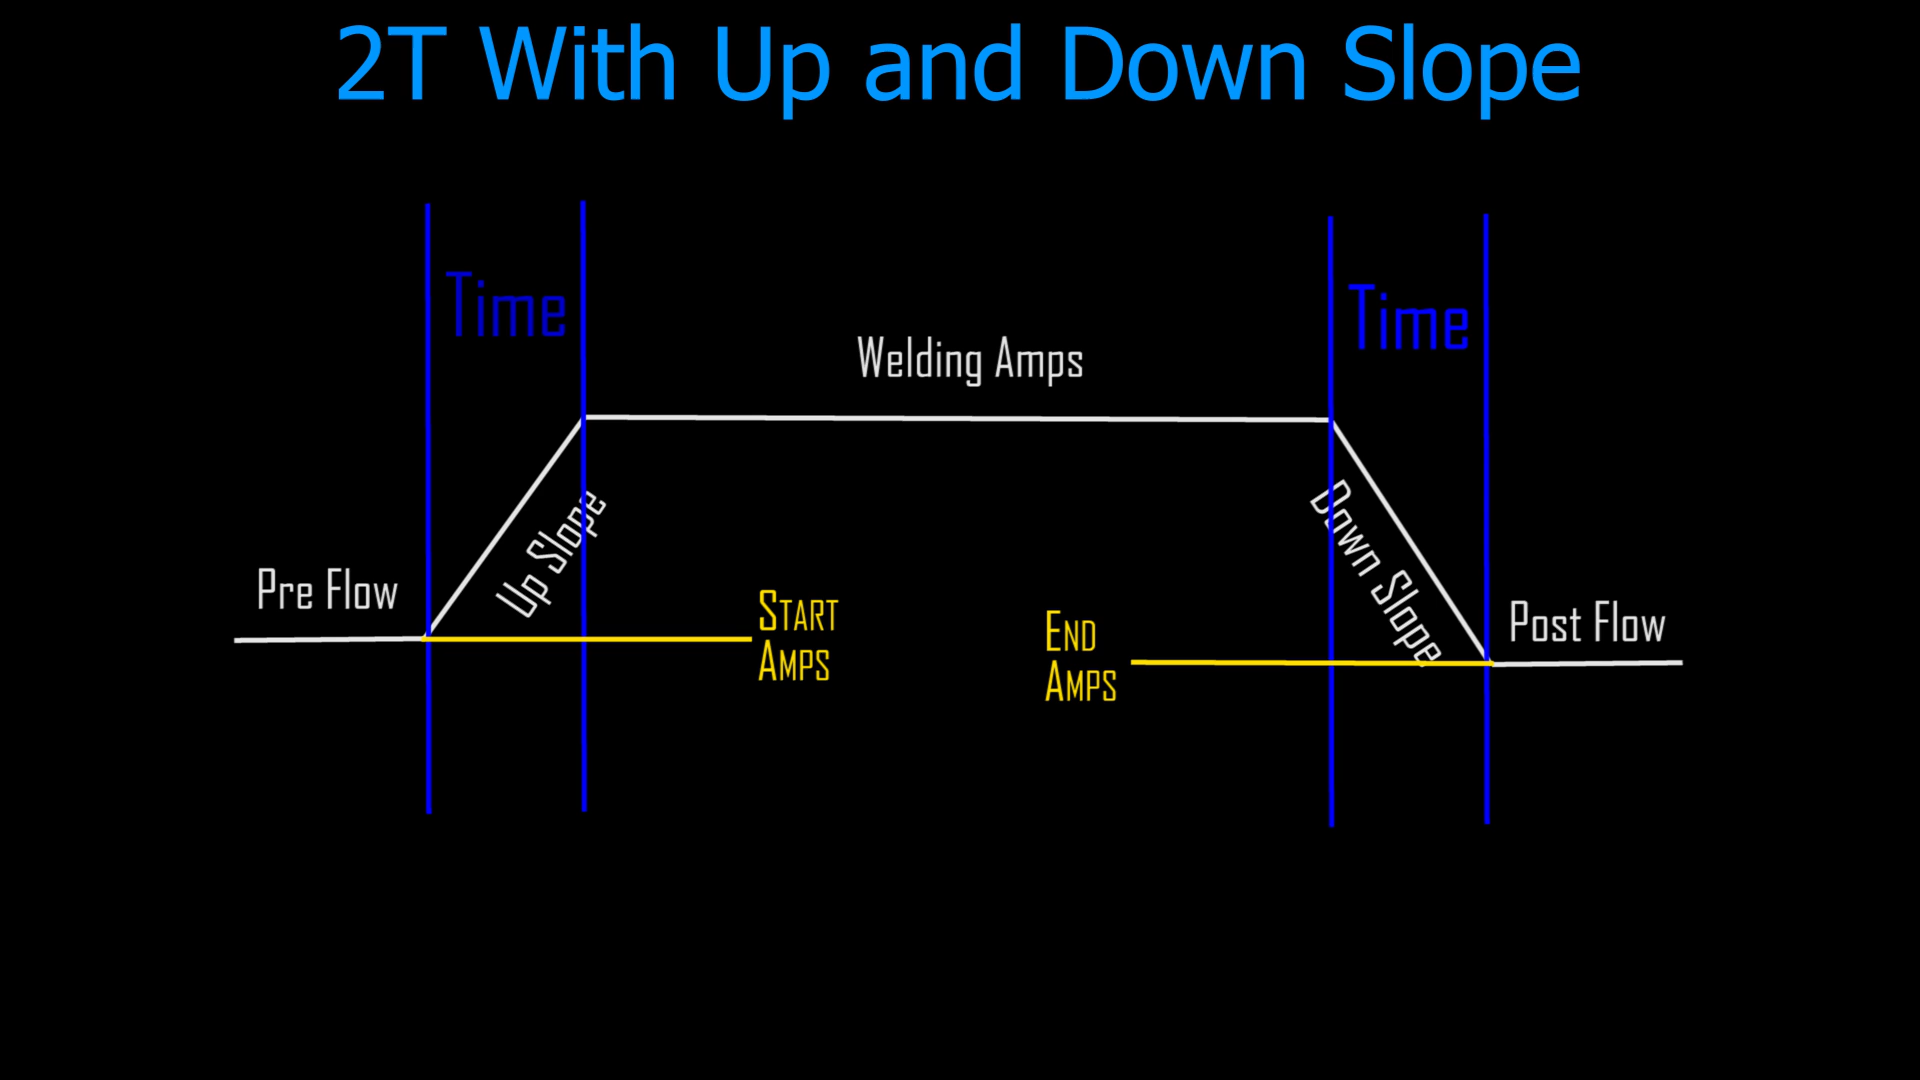 2T With Up and Down Slope
Time
Time
Welding Amps
Up Slope
Down Slope
Pre Flow
START
AMPS
END
AMPS
Post Flow